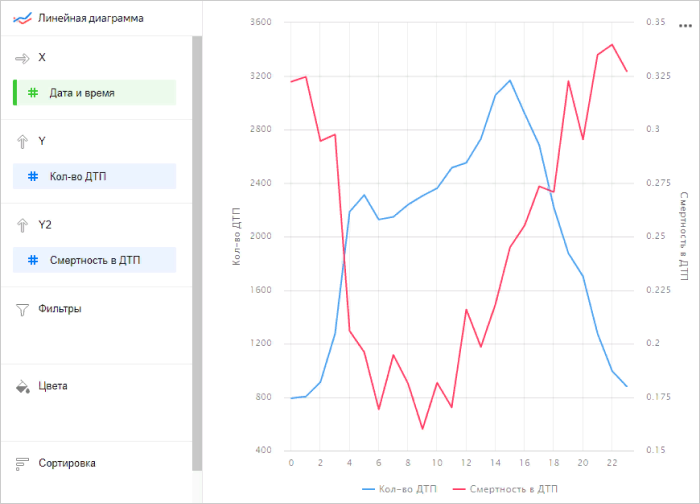 Линейная диаграмма
X
Дата и время
Y
Кол-во ДТП
Y2
Смертность в ДТП
Фильтры
Цвета
Сортировка
3600
3200
2800
2400
2000
1600
1200
800
400
Кол-во ДТП
0 2 4 6 8 10 12 14 16 18 20 22
0.35
0.325
0.3
0.275
0.25
0.225
0.2
0.175
0.15
Смертность в ДТП
Кол-во ДТП Смертность в ДТП